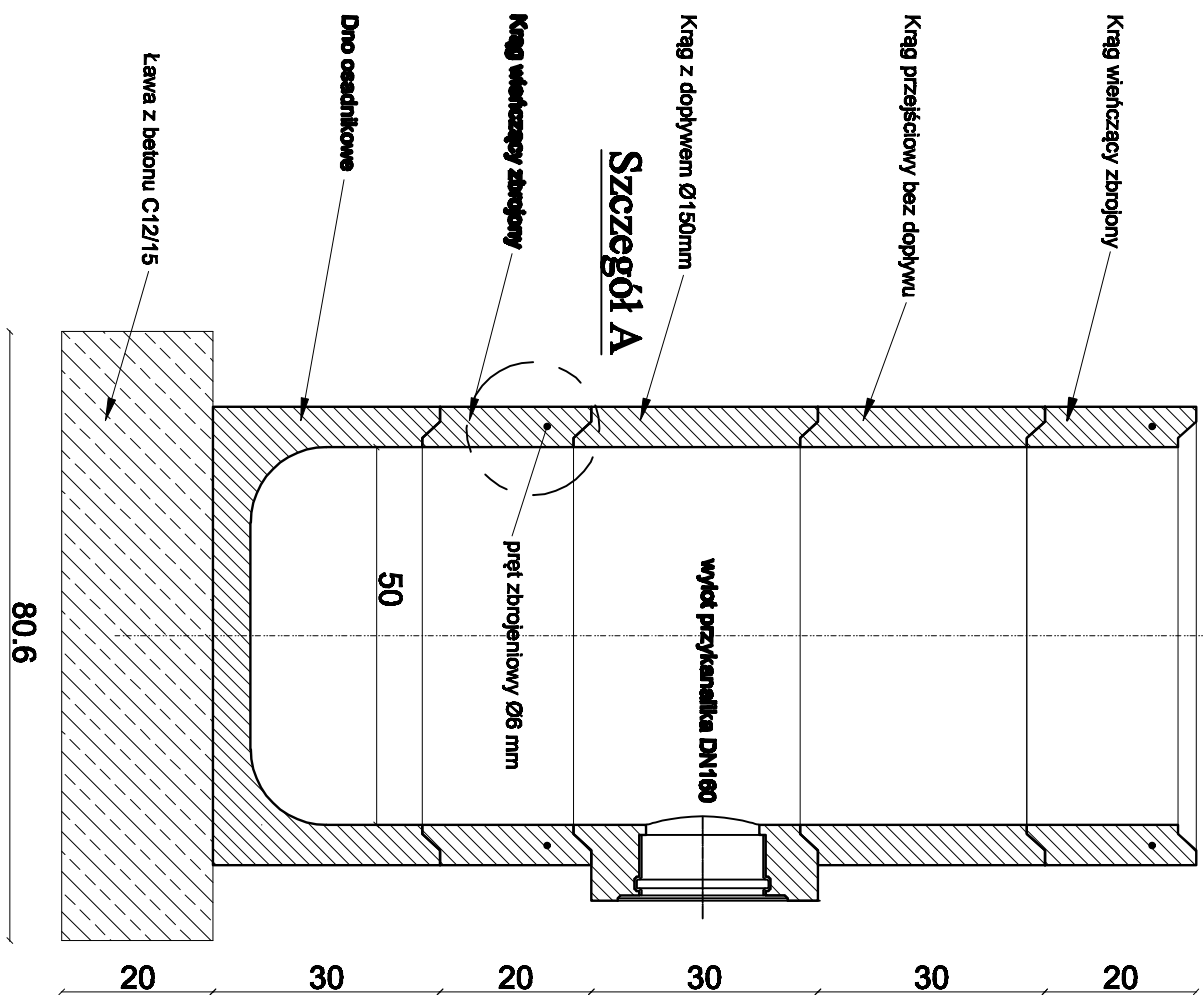 Krąg wieńczący zbrojony
Krąg przejściowy bez dopływu
Krąg z dopływem Ø150mm
Szczegół A
Krąg wieńczący zbrojony
Dno osadnikowe
Ława z betonu C12/15
wylot przykanalika DN160
pręt zbrojeniowy Ø6 mm
50
80.6
20
30
20
30
30
20